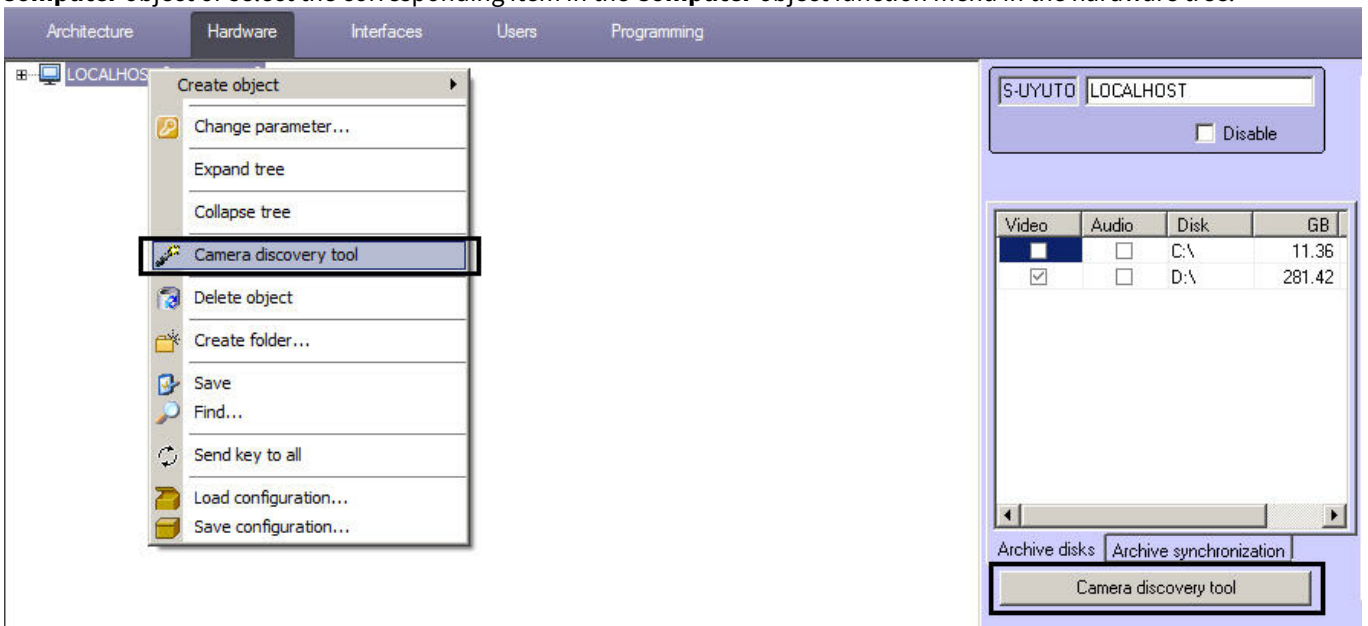 Computer object or select the corresponding item in the Computer object function menu in the hardware tree.
Architecture Hardware Interfaces Users Programming
LOCALHOS
Create object
Change parameter...
Expand tree
Collapse tree
Camera discovery tool
Delete object
Create folder...
Save
Find...
Send key to all
Load configuration...
Save configuration...
S-UYUTO LOCALHOST
Disable
Video Audio Disk GB
C:\ 11.36
D:\ 281.42
Archive disks Archive synchronization
Camera discovery tool